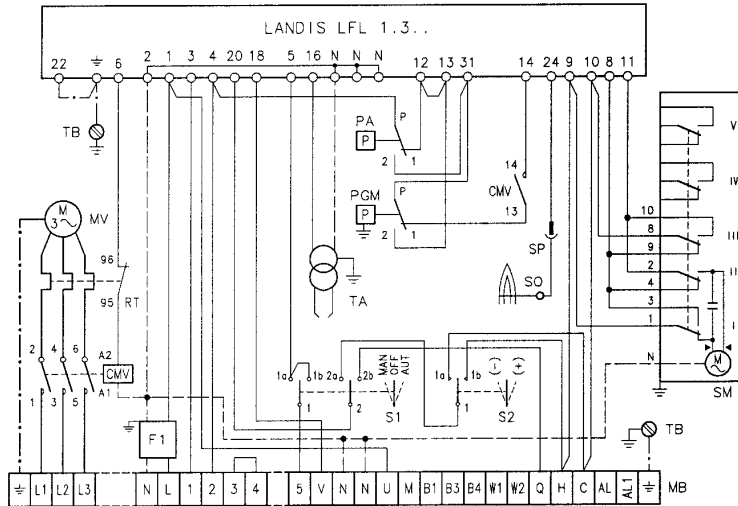 LANDIS LFL 1.3..
22 6 2 1 3 4 20 18 5 16 N N N 12 13 31 14 24 9 10 8 11
TB
PA P P 2 1
PGM P P 2 1
14 CMV 13
SP
SQ
TA
M 3 MV
96
95 RT
2 4 6 A2
CMV
1 3 5 A1
V
IV
10
8 III
9
2 II
4
3
1 I
N M
SM
1a 1b 2a 2b MAN OFF AUT
1 2 S1
1a 1b (-) (+)
1 S2
F1
TB
L1 L2 L3 N L 1 2 3 4 5 V N N U M B1 B3 B4 W1 W2 Q H C AL AL1 MB